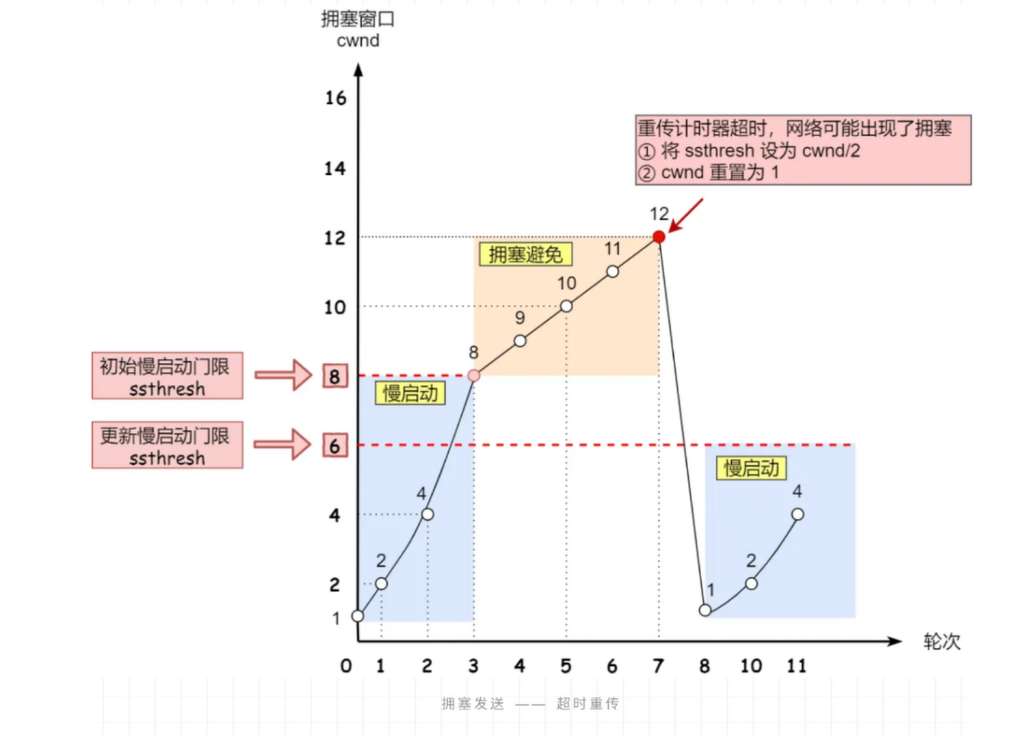 拥塞窗口
cwnd
16
14
12
10
8
6
4
2
1
重传计时器超时，网络可能出现了拥塞
① 将 ssthresh 设为 cwnd/2
② cwnd 重置为 1
12
拥塞避免
11
10
9
8
初始慢启动门限
ssthresh
慢启动
更新慢启动门限
ssthresh
慢启动
4
4
2
2
1
轮次
0 1 2 3 4 5 6 7 8 10 11
拥塞发送 —— 超时重传